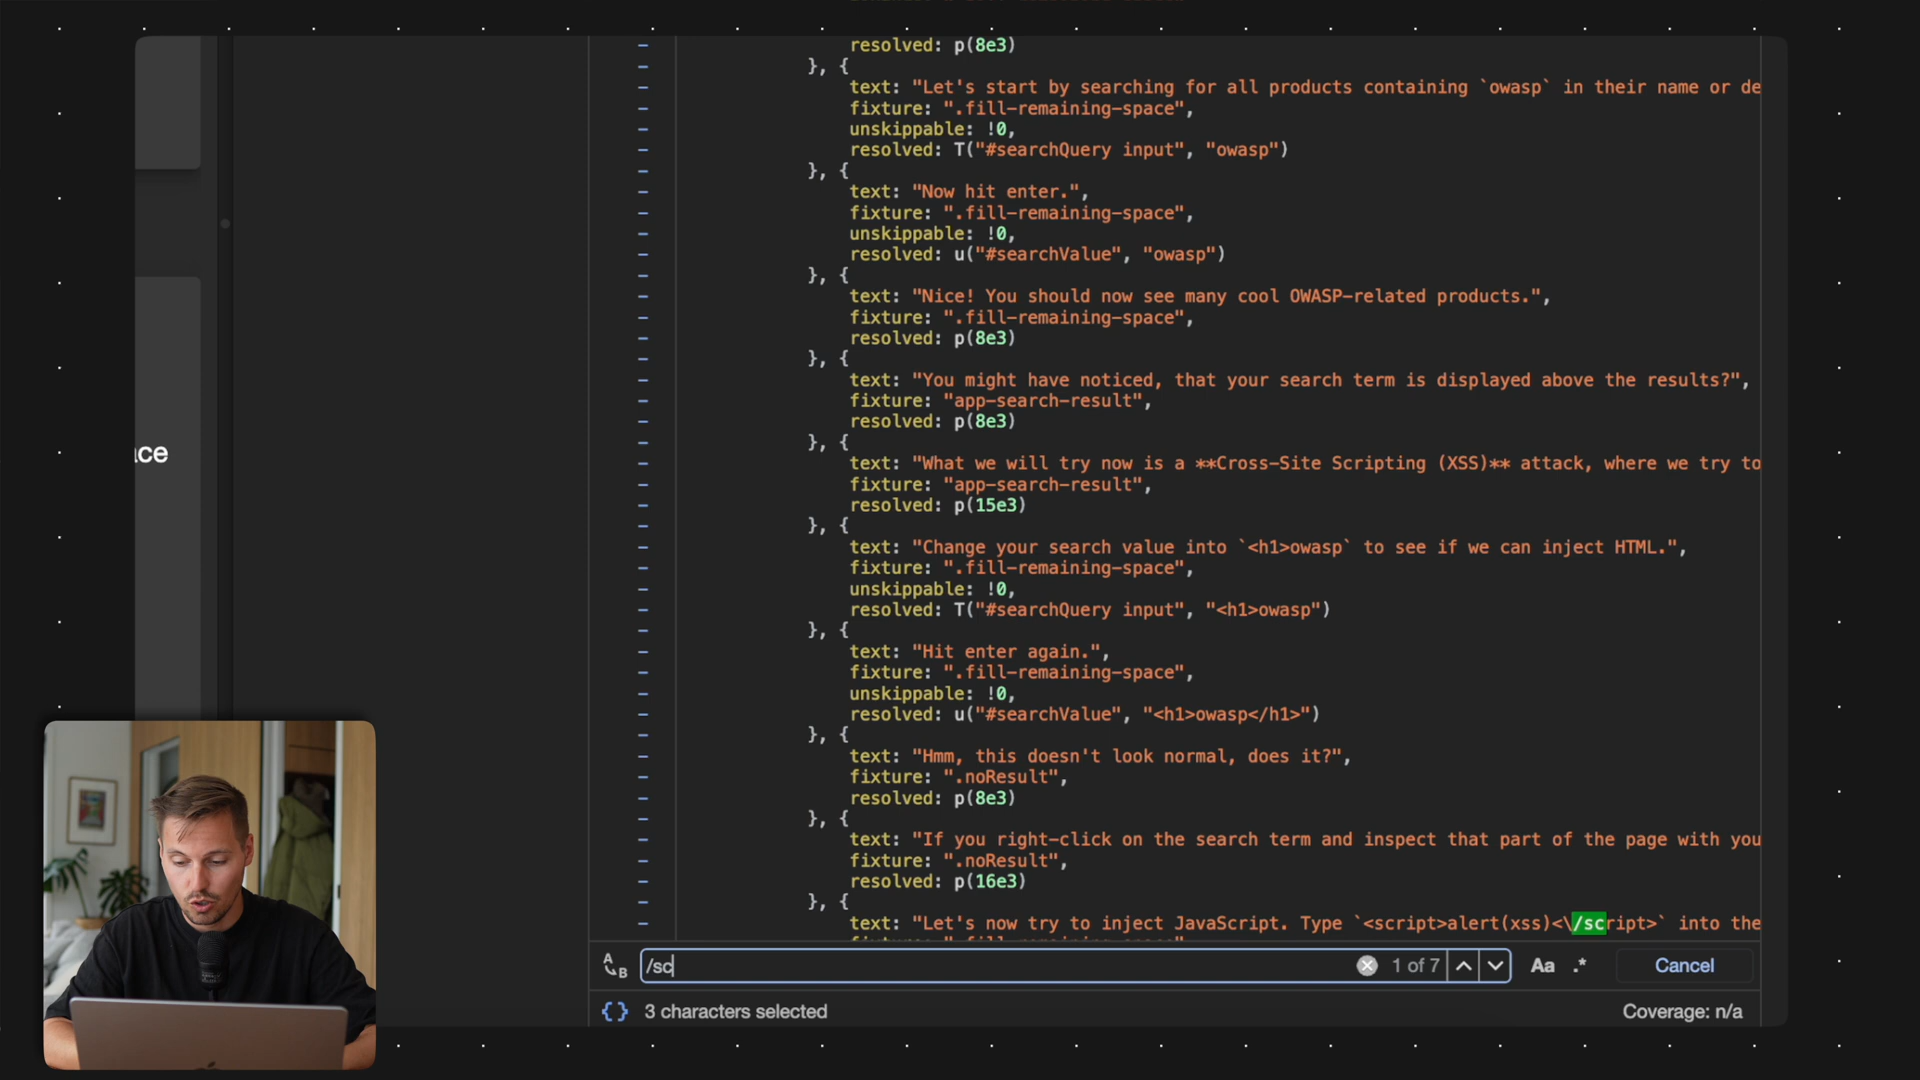 resolved: p(8e3)
}, {
text: "Let's start by searching for all products containing `owasp` in their name or de
fixture: ".fill-remaining-space",
unskippable: !0,
resolved: T("#searchQuery input", "owasp")
}, {
text: "Now hit enter.",
fixture: ".fill-remaining-space",
unskippable: !0,
resolved: u("#searchValue", "owasp")
}, {
text: "Nice! You should now see many cool OWASP-related products.",
fixture: ".fill-remaining-space",
resolved: p(8e3)
}, {
text: "You might have noticed, that your search term is displayed above the results?",
fixture: "app-search-result",
resolved: p(8e3)
}, {
text: "What we will try now is a **Cross-Site Scripting (XSS)** attack, where we try to
fixture: "app-search-result",
resolved: p(15e3)
}, {
text: "Change your search value into `<h1>owasp` to see if we can inject HTML.",
fixture: ".fill-remaining-space",
unskippable: !0,
resolved: T("#searchQuery input", "<h1>owasp")
}, {
text: "Hit enter again.",
fixture: ".fill-remaining-space",
unskippable: !0,
resolved: u("#searchValue", "<h1>owasp</h1>")
}, {
text: "Hmm, this doesn't look normal, does it?",
fixture: ".noResult",
resolved: p(8e3)
}, {
text: "If you right-click on the search term and inspect that part of the page with you
fixture: ".noResult",
resolved: p(16e3)
}, {
text: "Let's now try to inject JavaScript. Type `<script>alert(xss)<\/script>` into the
ce
/sc
1 of 7
Aa .*
Cancel
{ } 3 characters selected
Coverage: n/a